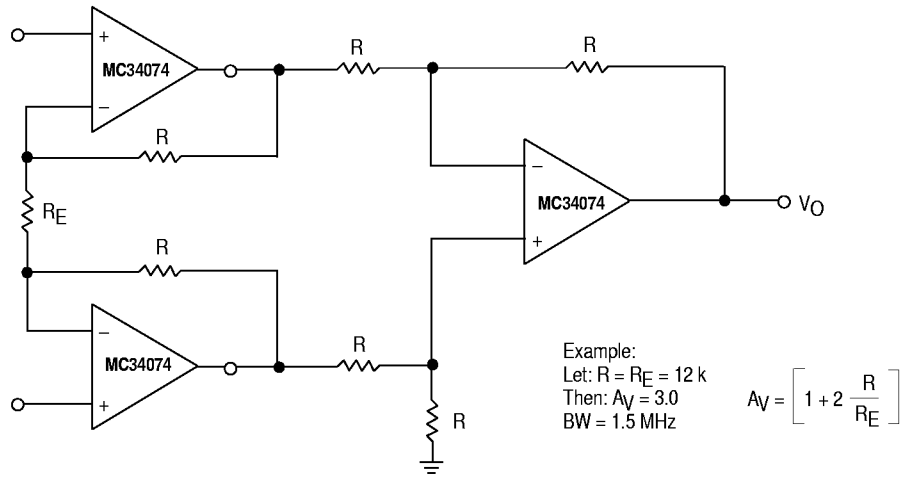 +
MC34074
−
R
R
R
R_E
R
−
MC34074
+
R
R
−
MC34074
+
V_O
Example:
Let: R = R_E = 12 k
Then: A_V = 3.0
BW = 1.5 MHz
A_V = [1 + 2 R/R_E]